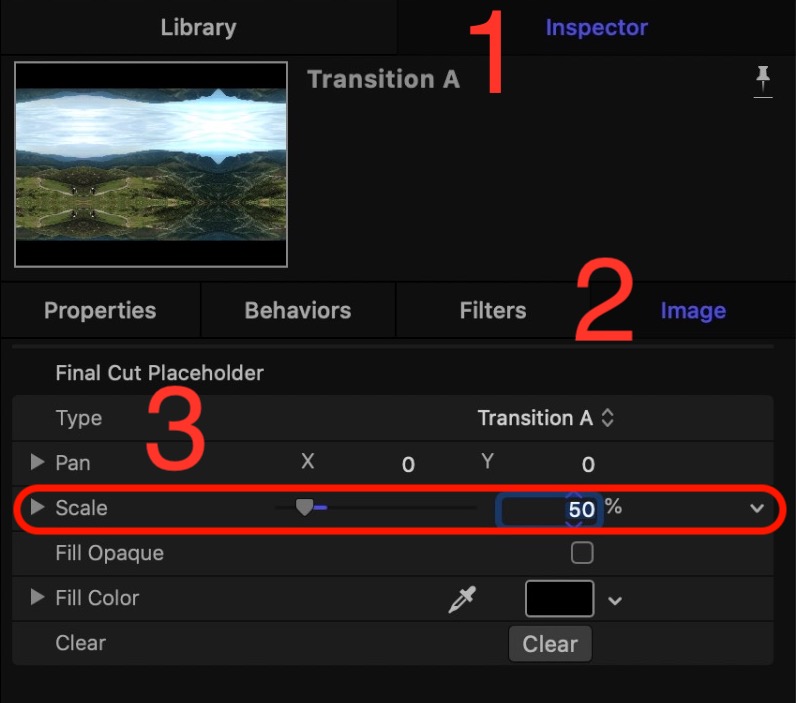 Library
1
Inspector
Transition A
Properties
Behaviors
Filters
2
Image
Final Cut Placeholder
3
Type
Transition A
Pan
X
0
Y
0
Scale
50
%
Fill Opaque
Fill Color
Clear
Clear